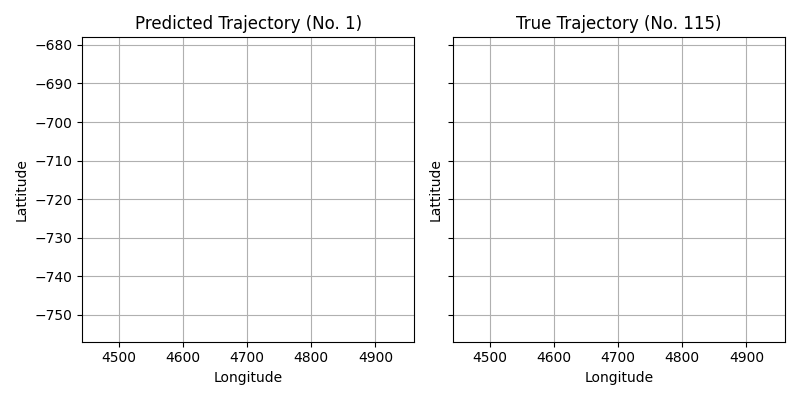 Predicted Trajectory (No. 1)
True Trajectory (No. 115)
−680
−690
−700
−710
−720
−730
−740
−750
Lattitude
Lattitude
4500 4600 4700 4800 4900
4500 4600 4700 4800 4900
Longitude
Longitude